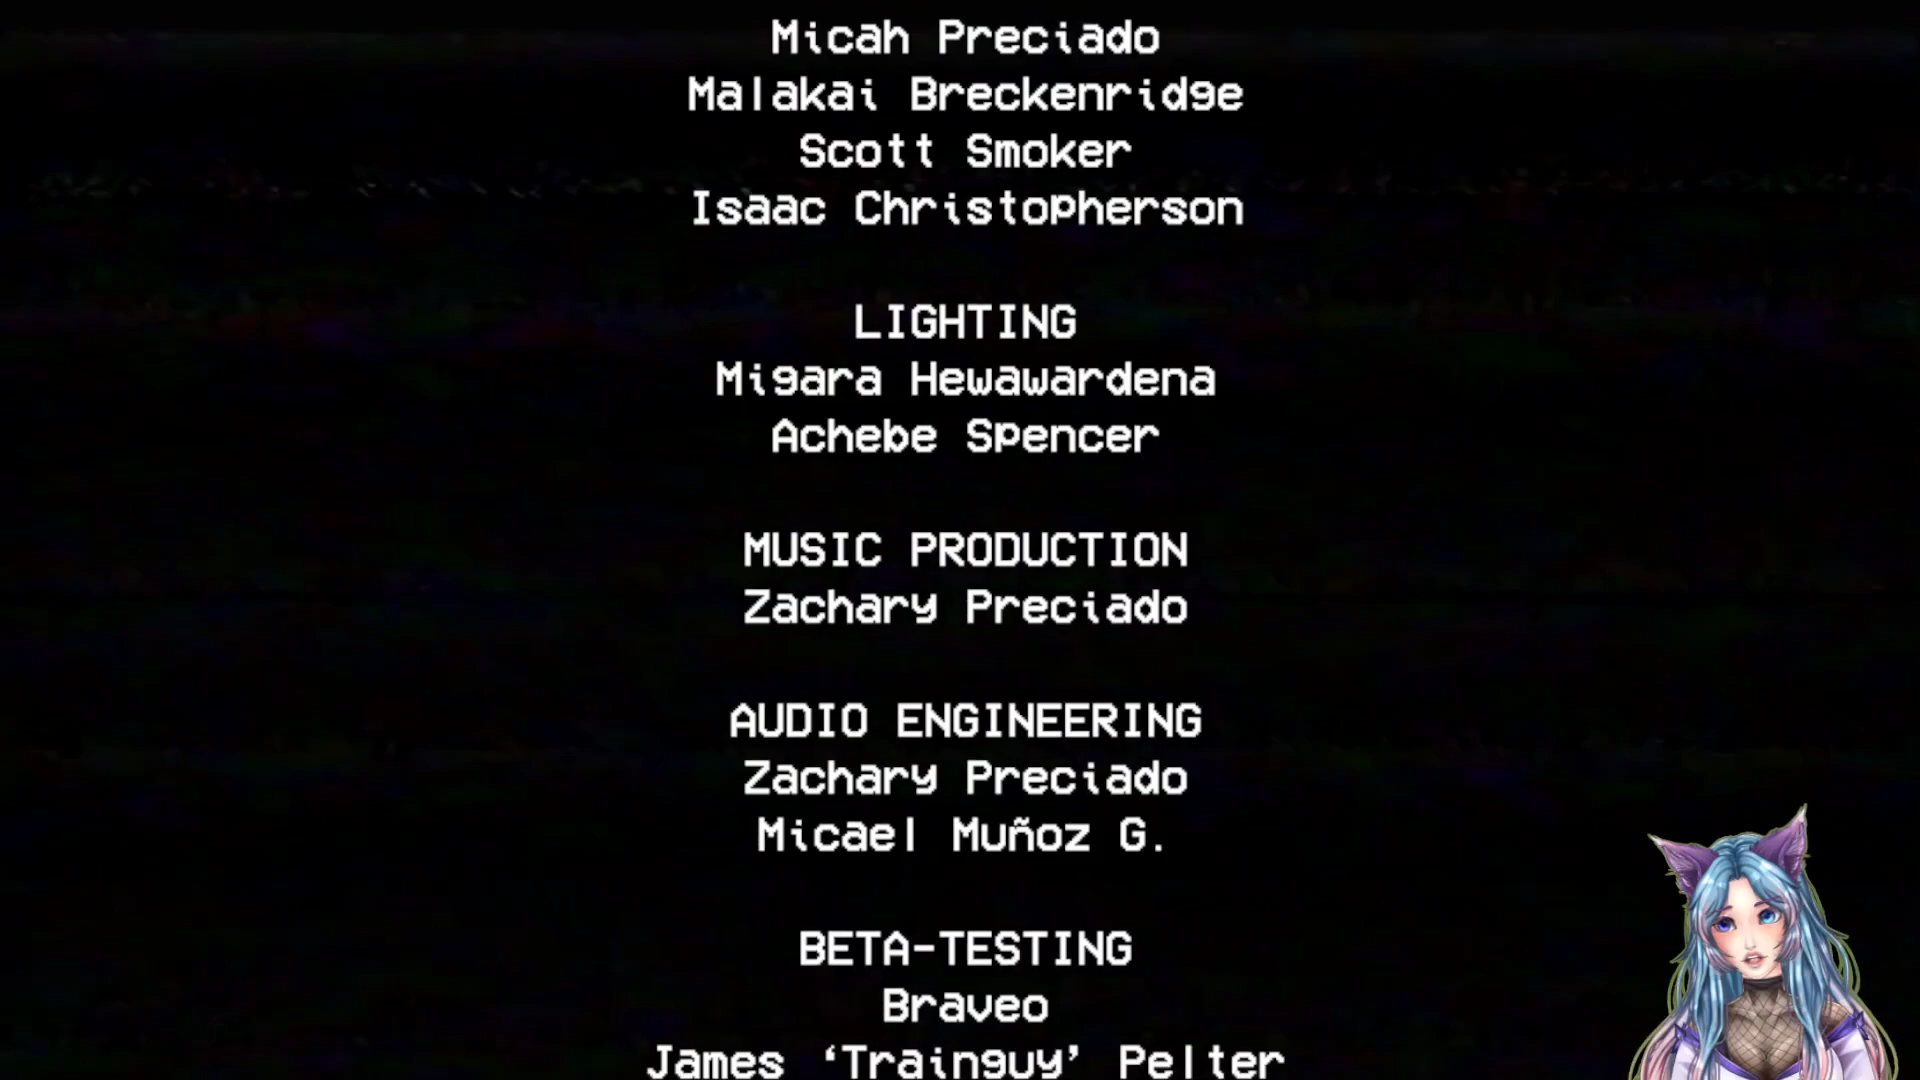 Micah Preciado
Malakai Breckenridge
Scott Smoker
Isaac Christopherson
LIGHTING
Migara Hewawardena
Achebe Spencer
MUSIC PRODUCTION
Zachary Preciado
AUDIO ENGINEERING
Zachary Preciado
Micael Muñoz G.
BETA-TESTING
Braveo
James ‘Trainguy’ Pelter